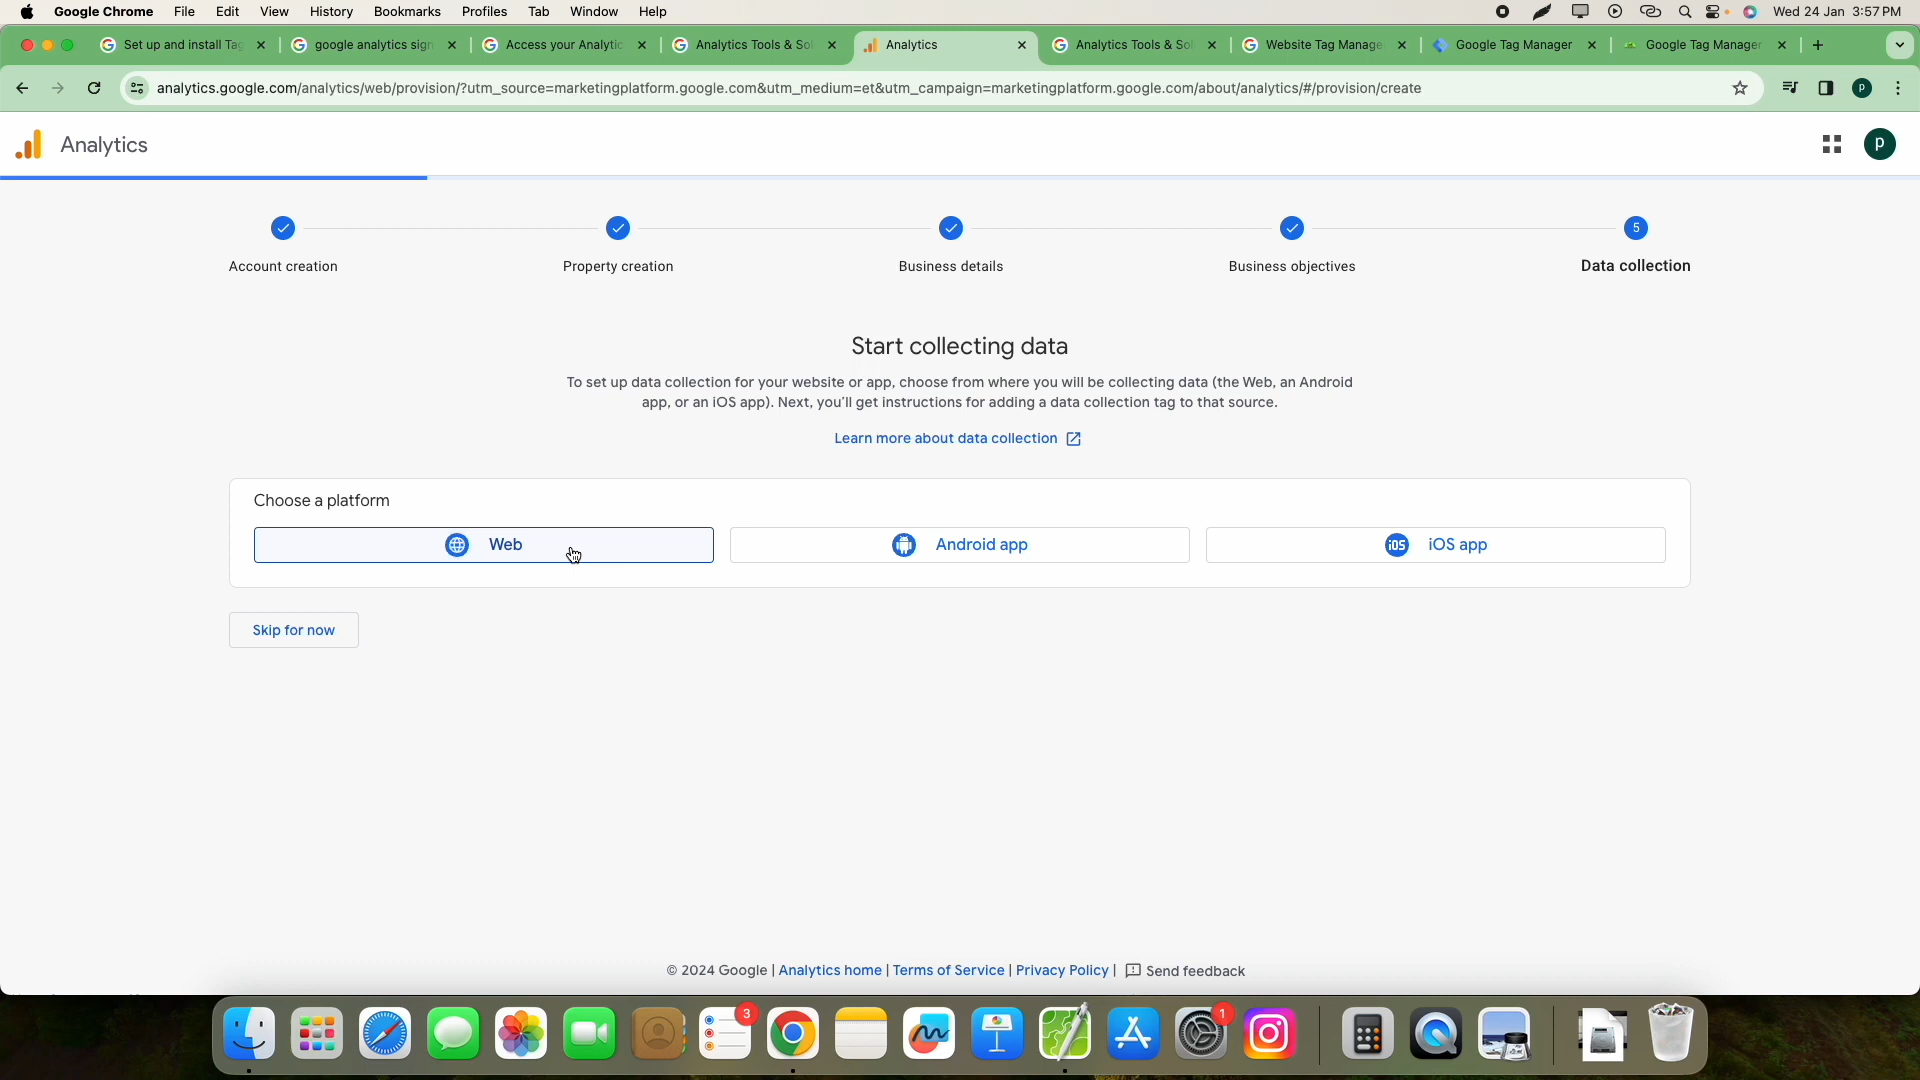 Google Chrome File Edit View History Bookmarks Profiles Tab Window Help Wed 24 Jan 3:57 PM
Set up and install Tag google analytics sign Access your Analytic Analytics Tools & Sol Analytics Analytics Tools & Sol Website Tag Manage Google Tag Manager Google Tag Manager
analytics.google.com/analytics/web/provision/?utm_source=marketingplatform.google.com&utm_medium=et&utm_campaign=marketingplatform.google.com/about/analytics/#/provision/create
p
Analytics
p
5
Account creation Property creation Business details Business objectives Data collection
Start collecting data
To set up data collection for your website or app, choose from where you will be collecting data (the Web, an Android
app, or an iOS app). Next, you'll get instructions for adding a data collection tag to that source.
Learn more about data collection
Choose a platform
Web Android app iOS iOS app
Skip for now
© 2024 Google | Analytics home | Terms of Service | Privacy Policy | Send feedback
3 1